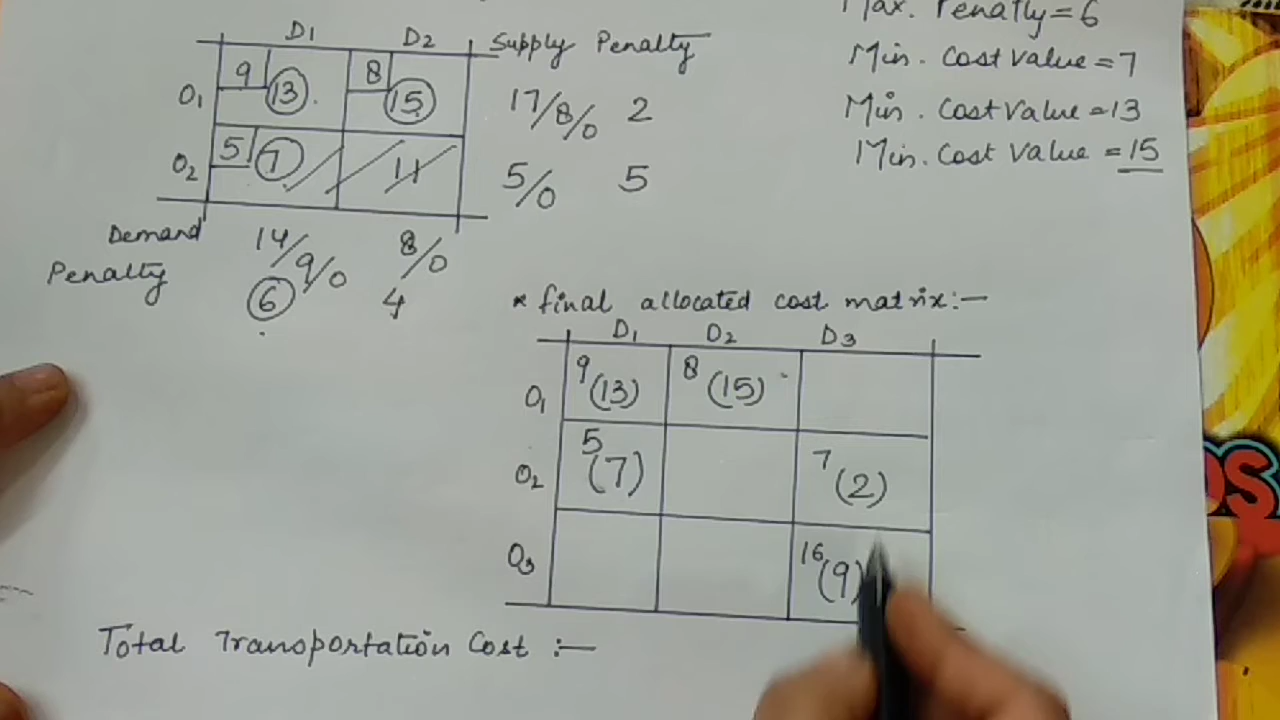 Max. Penalty=6
Min. Cost value=7
Min. Cost Value=13
Min. Cost Value=15
D1 D2 Supply Penalty
O1 9 13 8 15 17/8/0 2
O2 5 7 11 5/0 5
Demand 14/9/0 8/0
Penalty 6 4
* final allocated cost matrix:-
D1 D2 D3
O1 9(13) 8(15)
O2 5(7) 7(2)
O3 16(9)
Total Transportation Cost :-